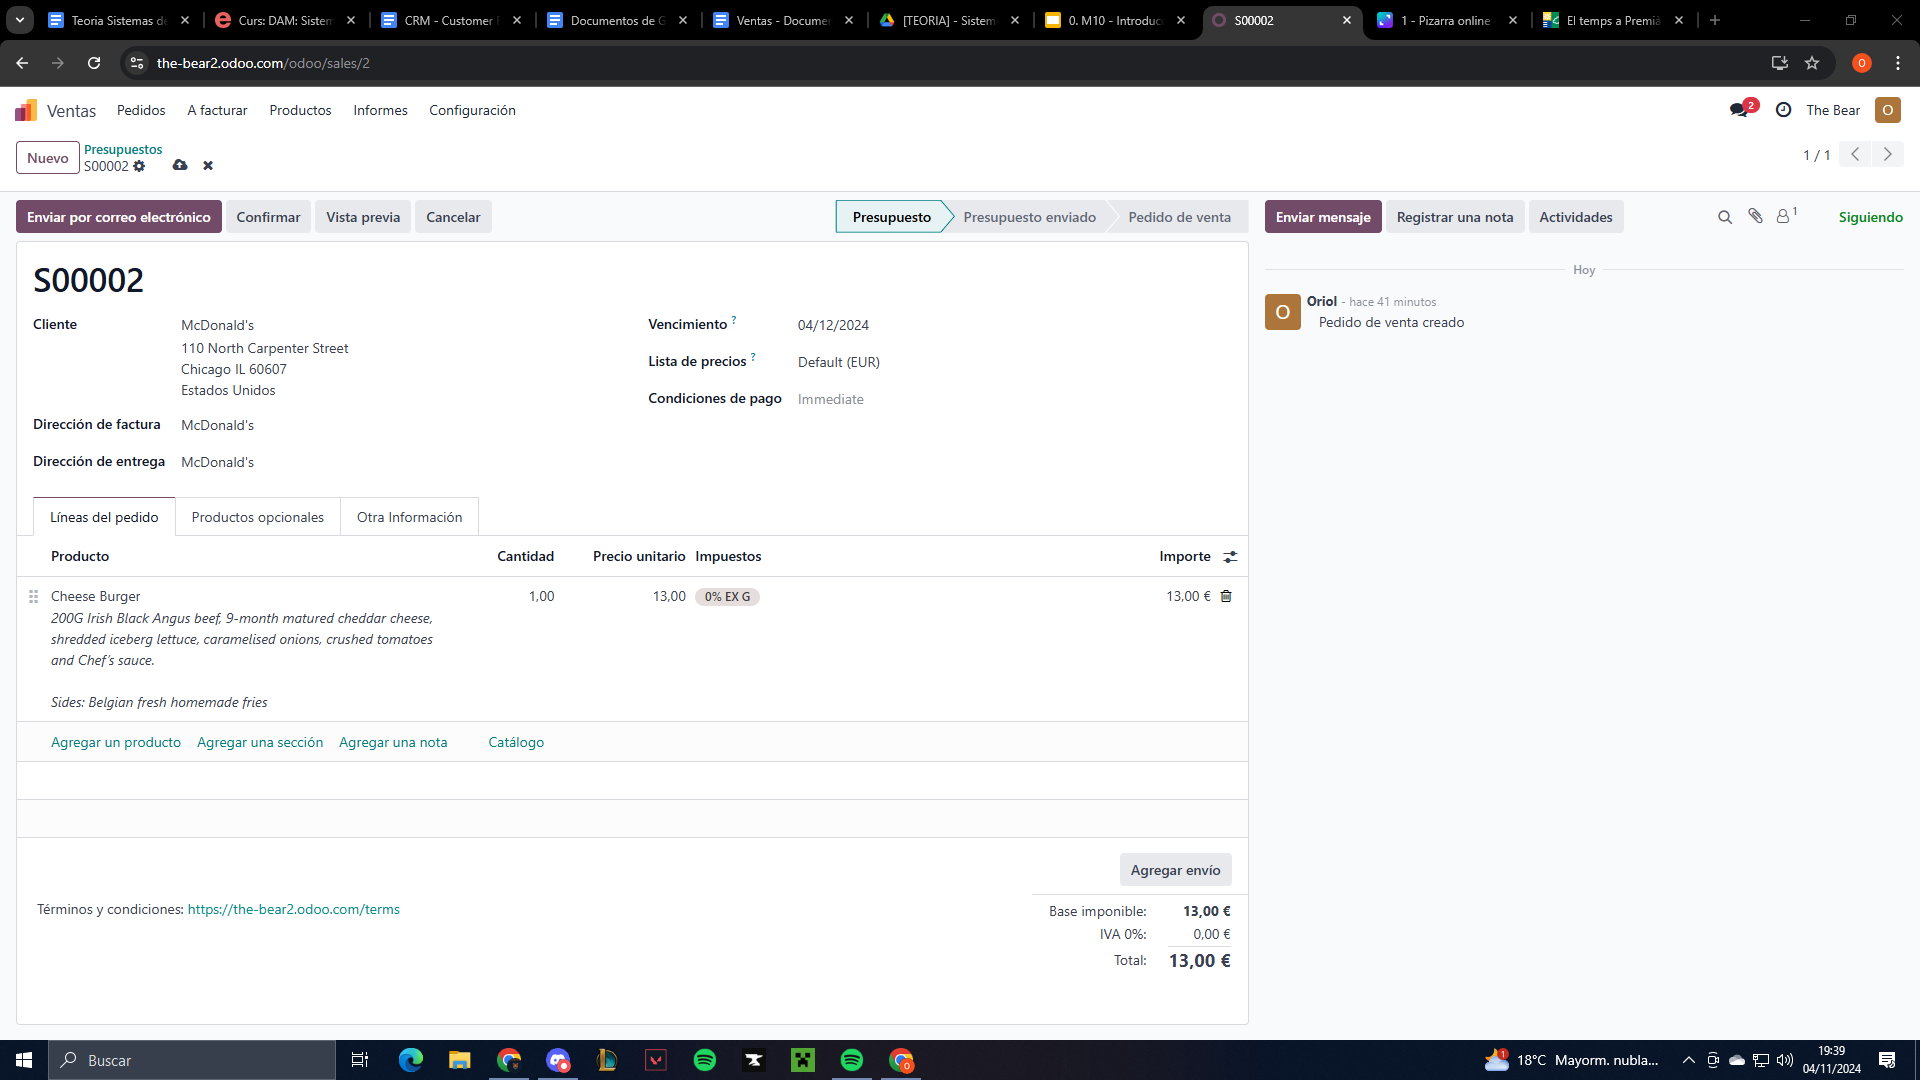 Teoria Sistemas de
Curs: DAM: Sistem
CRM - Customer
Documentos de G
Ventas - Docume
[TEORIA] - Sistem
0. M10 - Introduc
S00002
1 - Pizarra online
El temps a Premià
the-bear2.odoo.com/odoo/sales/2
O
Ventas
Pedidos
A facturar
Productos
Informes
Configuración
2
The Bear
O
Nuevo
Presupuestos
S00002
1 / 1
Enviar por correo electrónico
Confirmar
Vista previa
Cancelar
Presupuesto
Presupuesto enviado
Pedido de venta
Enviar mensaje
Registrar una nota
Actividades
1
Siguiendo
S00002
Cliente
McDonald's
110 North Carpenter Street
Chicago IL 60607
Estados Unidos
Dirección de factura
McDonald's
Dirección de entrega
McDonald's
Vencimiento ?
04/12/2024
Lista de precios ?
Default (EUR)
Condiciones de pago
Immediate
Hoy
O
Oriol - hace 41 minutos
Pedido de venta creado
Líneas del pedido
Productos opcionales
Otra Información
Producto
Cantidad
Precio unitario
Impuestos
Importe
Cheese Burger
1,00
13,00
0% EX G
13,00 €
200G Irish Black Angus beef, 9-month matured cheddar cheese,
shredded iceberg lettuce, caramelised onions, crushed tomatoes
and Chef's sauce.
Sides: Belgian fresh homemade fries
Agregar un producto
Agregar una sección
Agregar una nota
Catálogo
Agregar envío
Términos y condiciones: https://the-bear2.odoo.com/terms
Base imponible: 13,00 €
IVA 0%: 0,00 €
Total: 13,00 €
Buscar
1
18°C Mayorm. nubla...
19:39
04/11/2024